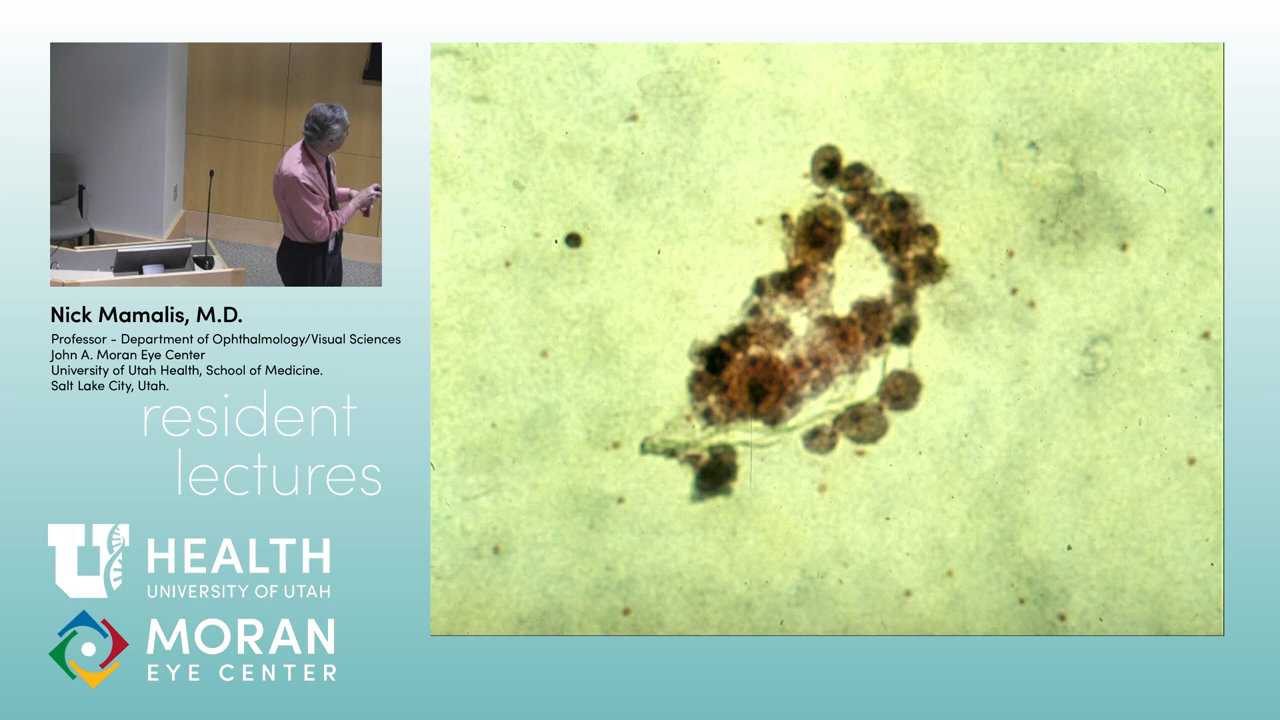 Nick Mamalis, M.D.
Professor - Department of Ophthalmology/Visual Sciences
John A. Moran Eye Center
University of Utah Health, School of Medicine.
Salt Lake City, Utah.
resident
lectures
U HEALTH
UNIVERSITY OF UTAH
MORAN
EYE CENTER